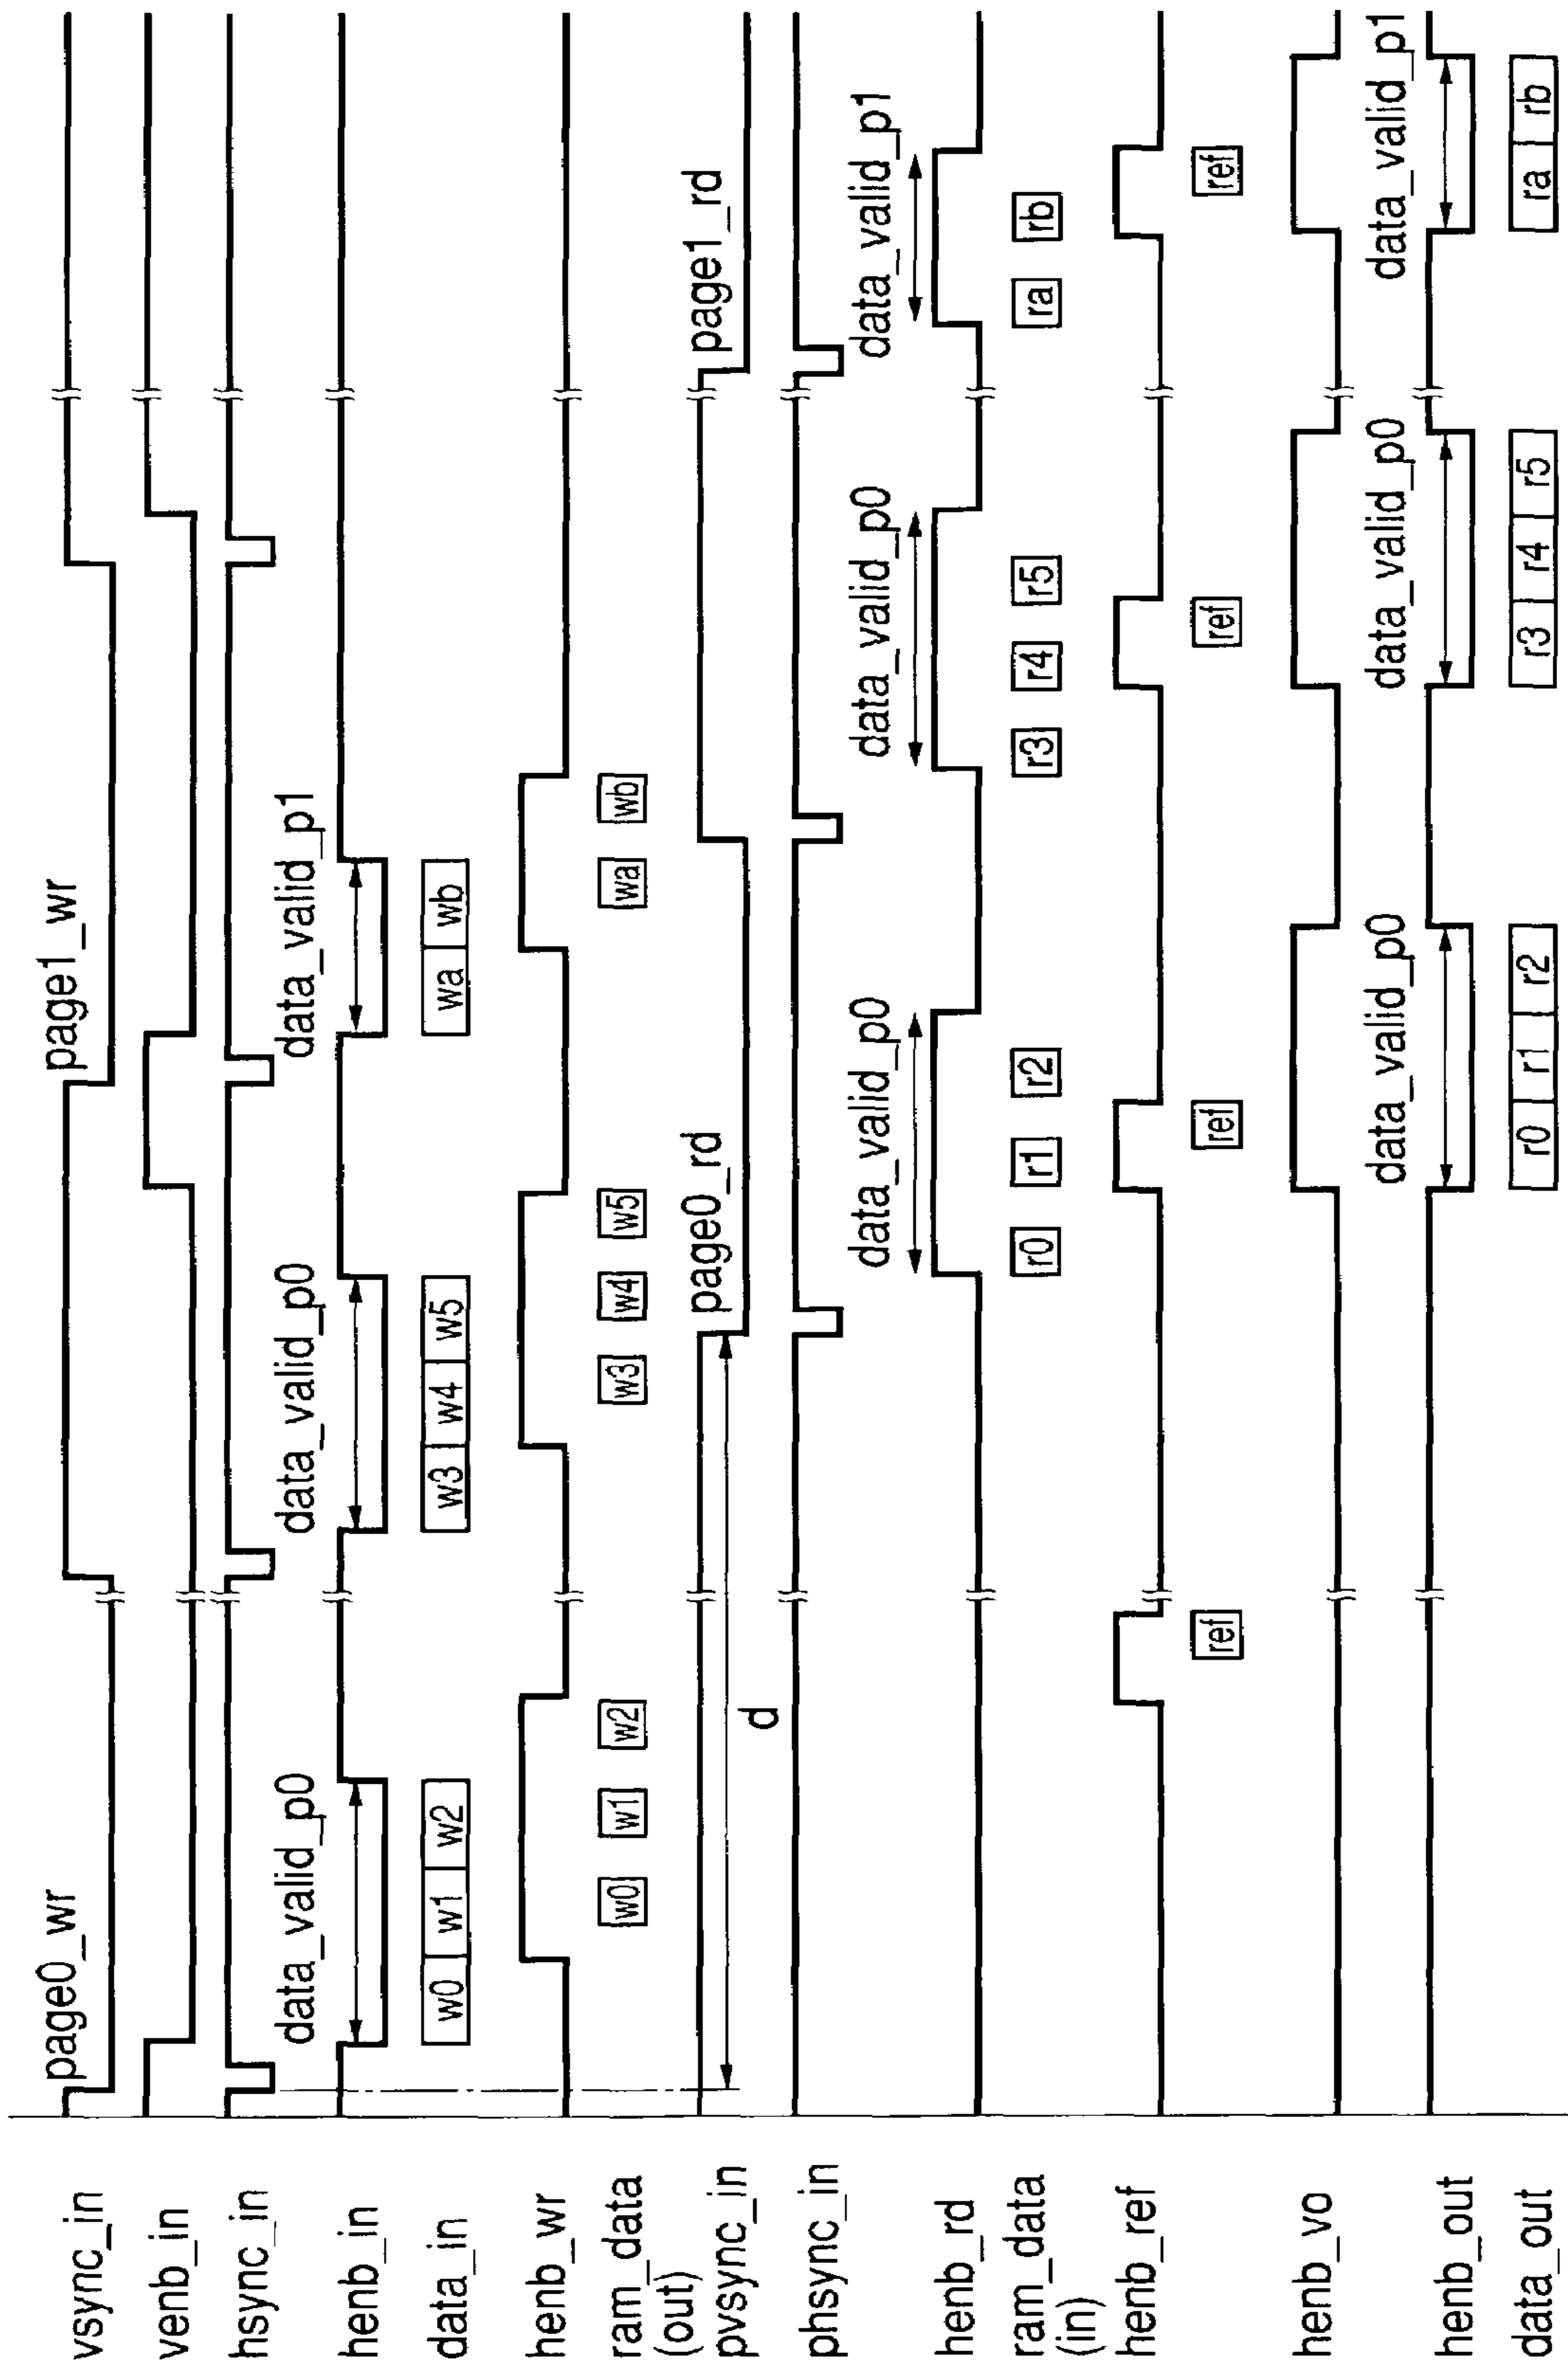 page0_wr page1_wr
vsync_in
venb_in
hsync_in
data_valid_p0 data_valid_p0 data_valid_p1
henb_in
data_in w0 w1 w2 w3 w4 w5 wa wb
henb_wr
ram_data w0 w1 w2 w3 w4 w5 wa wb
(out)
page0_rd page1_rd
pvsync_in
d
phsync_in
data_valid_p0 data_valid_p0 data_valid_p1
henb_rd
ram_data r0 r1 r2 r3 r4 r5 ra rb
(in)
henb_ref
ref ref ref ref
henb_vo
data_valid_p0 data_valid_p0 data_valid_p1
henb_out
data_out r0 r1 r2 r3 r4 r5 ra rb